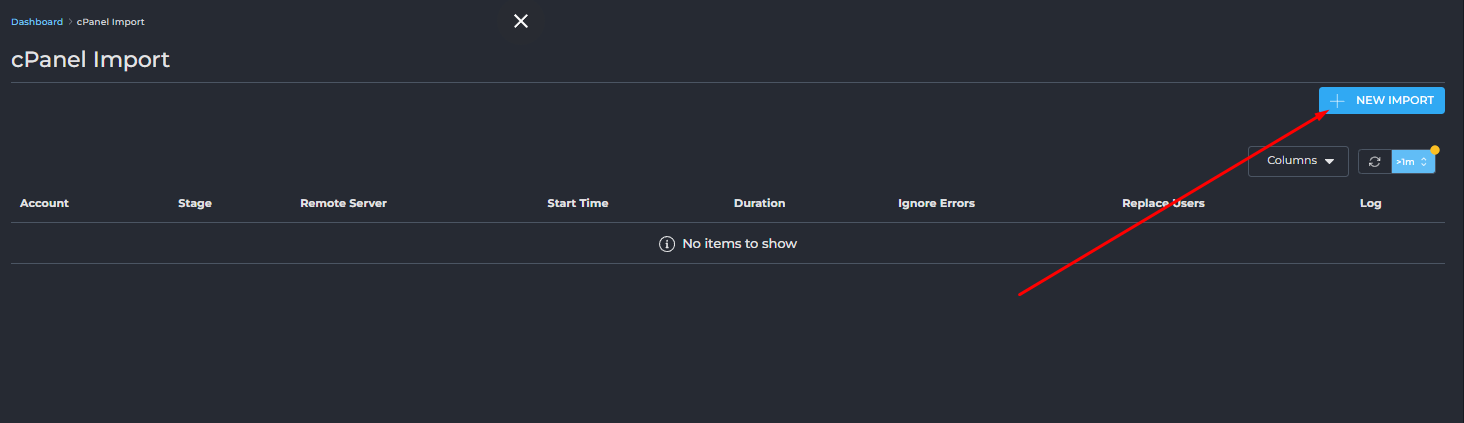 Dashboard > cPanel Import
cPanel Import
NEW IMPORT
Columns
>1m
Account Stage Remote Server Start Time Duration Ignore Errors Replace Users Log
No items to show